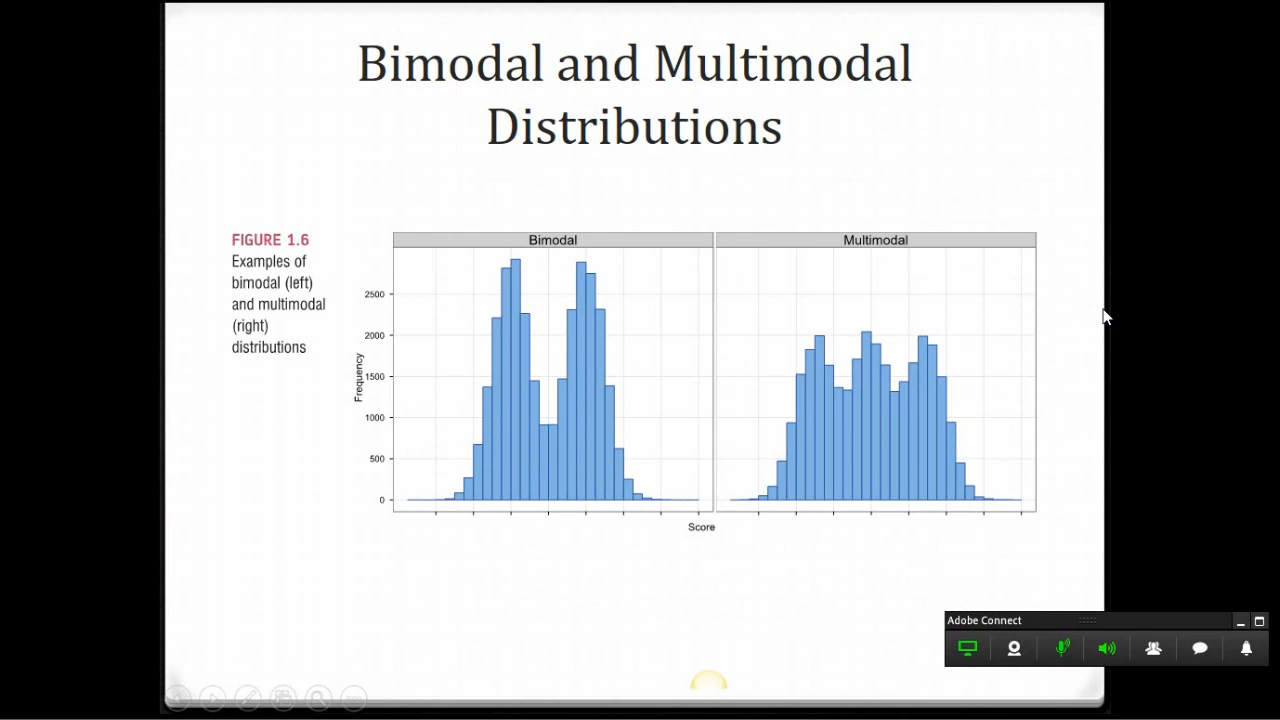 Bimodal and Multimodal
Distributions
FIGURE 1.6
Examples of
bimodal (left)
and multimodal
(right)
distributions
Bimodal
Multimodal
Frequency
2500
2000
1500
1000
500
0
Score
Adobe Connect